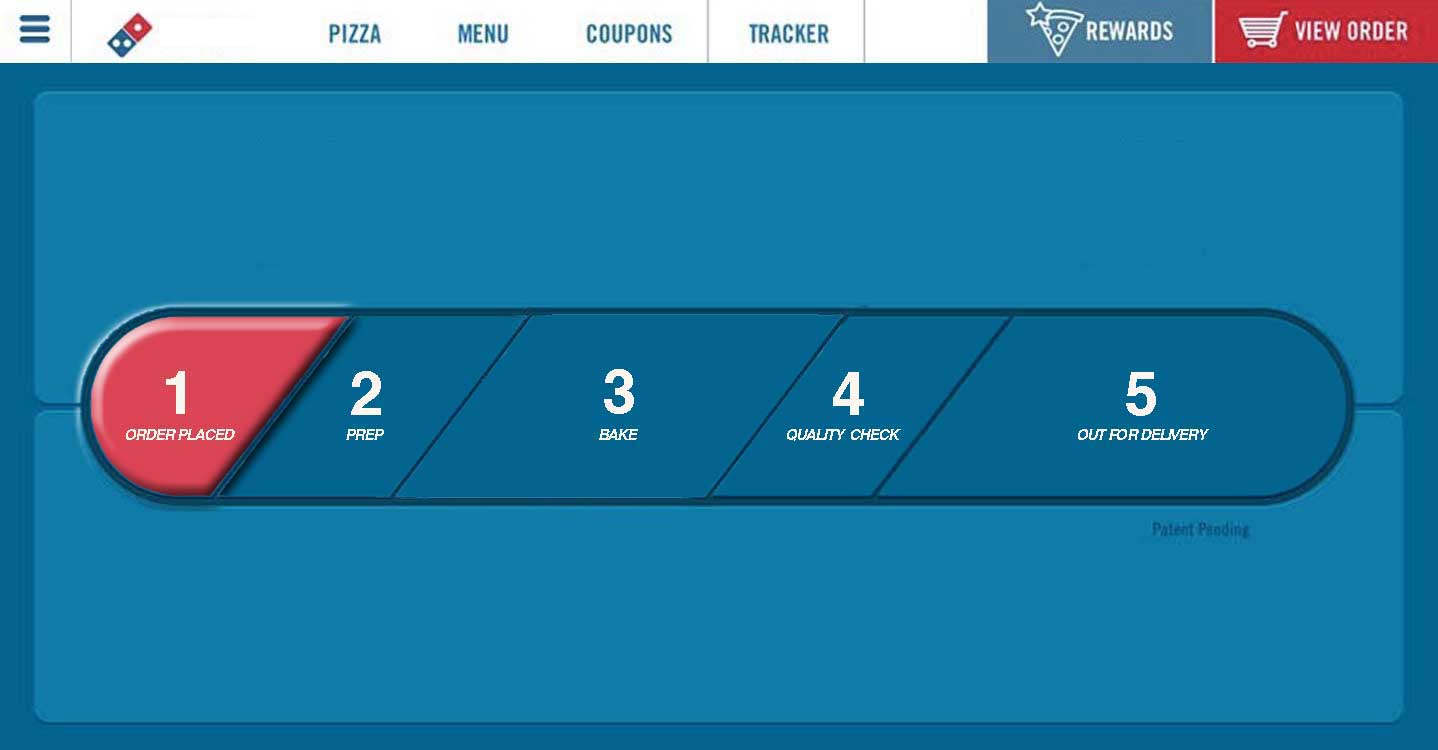 PIZZA
MENU
COUPONS
TRACKER
REWARDS
VIEW ORDER
1
ORDER PLACED
2
PREP
3
BAKE
4
QUALITY CHECK
5
OUT FOR DELIVERY
Patent Pending